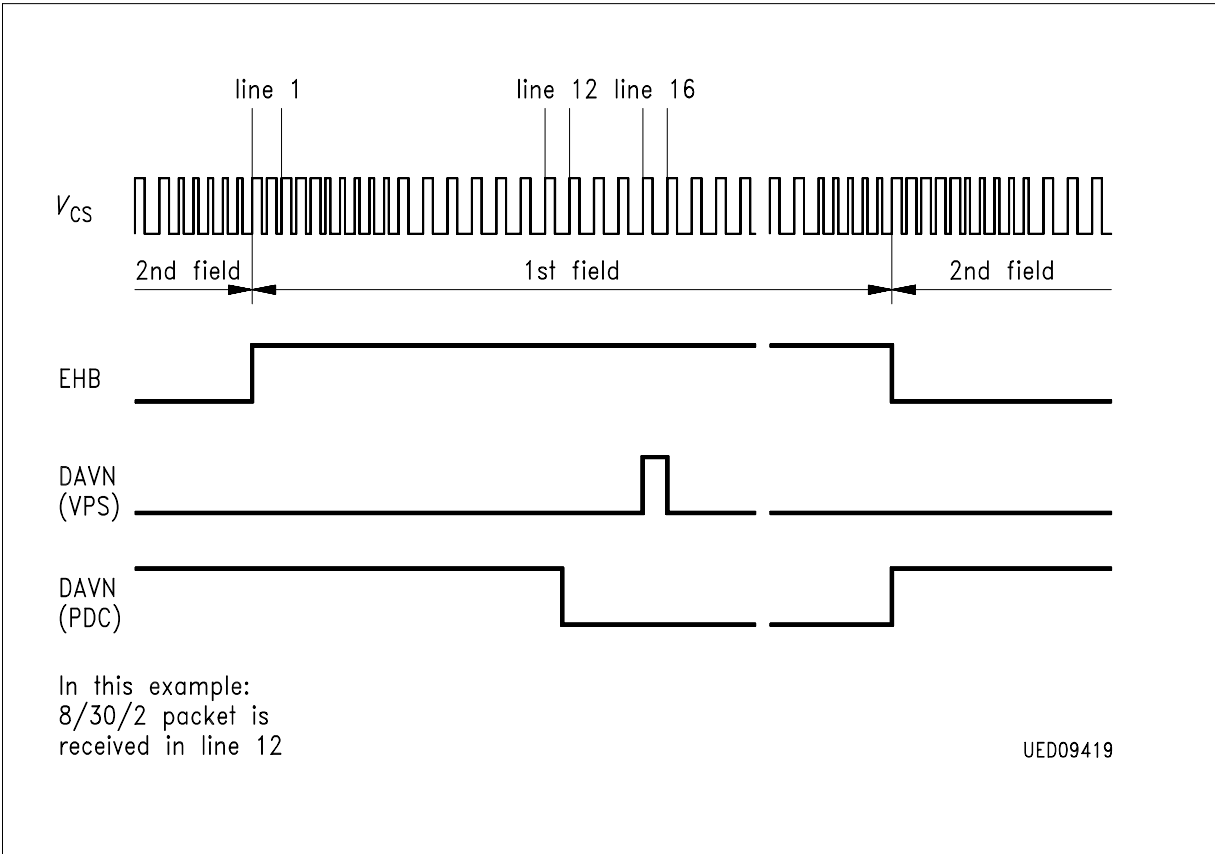 line 1
line 12 line 16
VCS
2nd field
1st field
2nd field
EHB
DAVN
(VPS)
DAVN
(PDC)
In this example:
8/30/2 packet is
received in line 12
UED09419